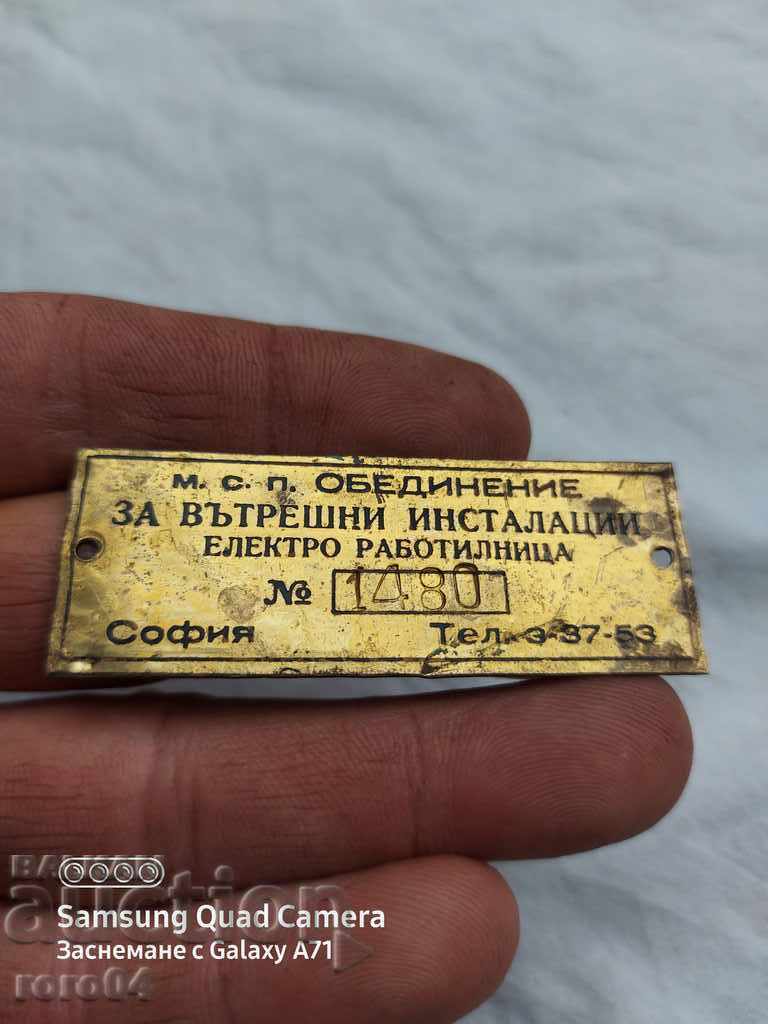 М. С. П. ОБЕДИНЕНИЕ
ЗА ВЪТРЕШНИ ИНСТАЛАЦИИ
ЕЛЕКТРО РАБОТИЛНИЦА
№ 1480
София Тел. 3-37-53
BALKAN
auction
Samsung Quad Camera
Заснемане с Galaxy A71
roro04